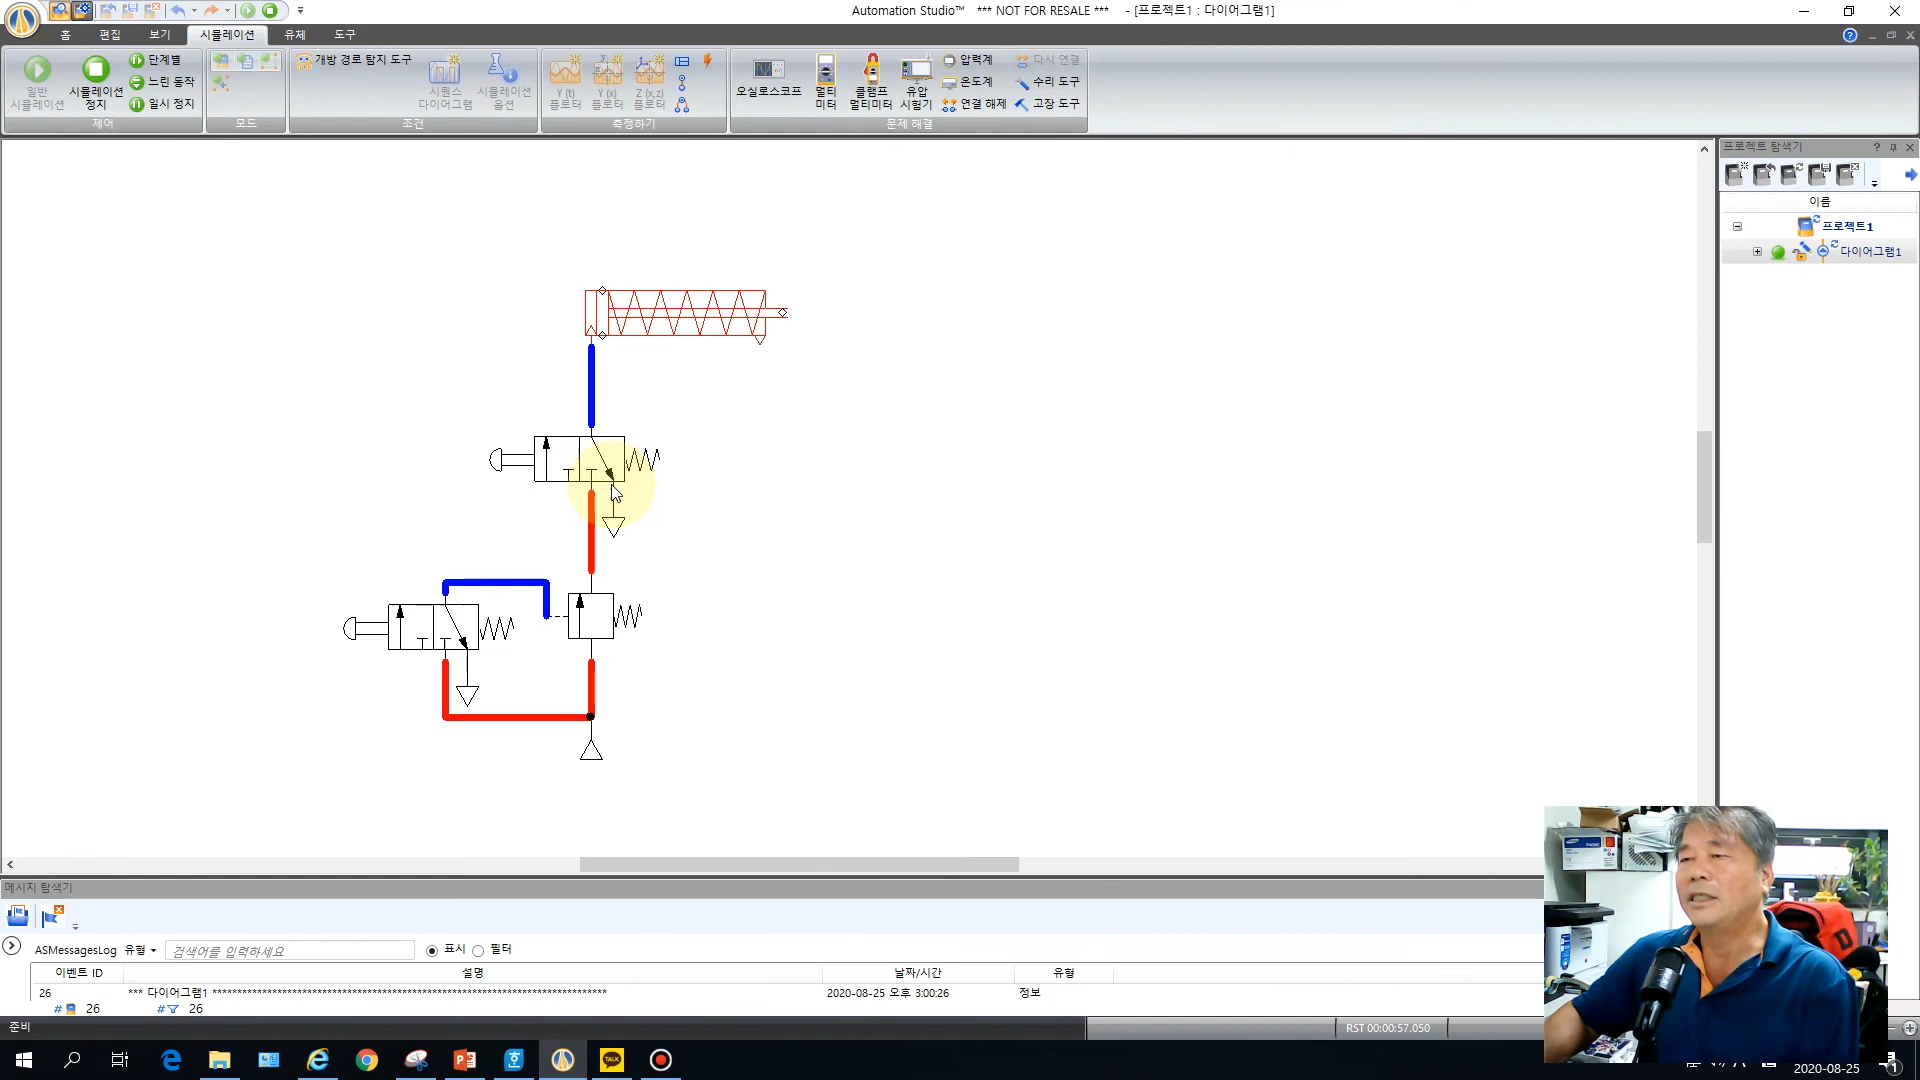 Automation Studio™ *** NOT FOR RESALE *** - [프로젝트1 : 다이어그램1]
홈 편집 보기 시뮬레이션 유체 도구
일반 시뮬레이션
시뮬레이션 정지
단계별
느린 동작
일시 정지
제어
모드
개방 경로 탐지 도구
시퀀스 다이어그램
시뮬레이션 옵션
조건
Y (t) 플로터
Y(x) 플로터
Z (x,z) 플로터
측정하기
오실로스코프
멀티 미터
클램프 멀티미터
유압 시험기
압력계
온도계
연결 해제
다시 연결
수리 도구
고장 도구
문제 해결
프로젝트 탐색기
이름
프로젝트1
다이어그램1
메시지 탐색기
ASMessagesLog 유형 검색어를 입력하세요 표시 필터
이벤트 ID 설명 날짜/시간 유형
26 *** 다이어그램1 2020-08-25 오후 3:00:26 정보
# 26 # 26
준비 RST 00:00:57.050
TALK
2020-08-25